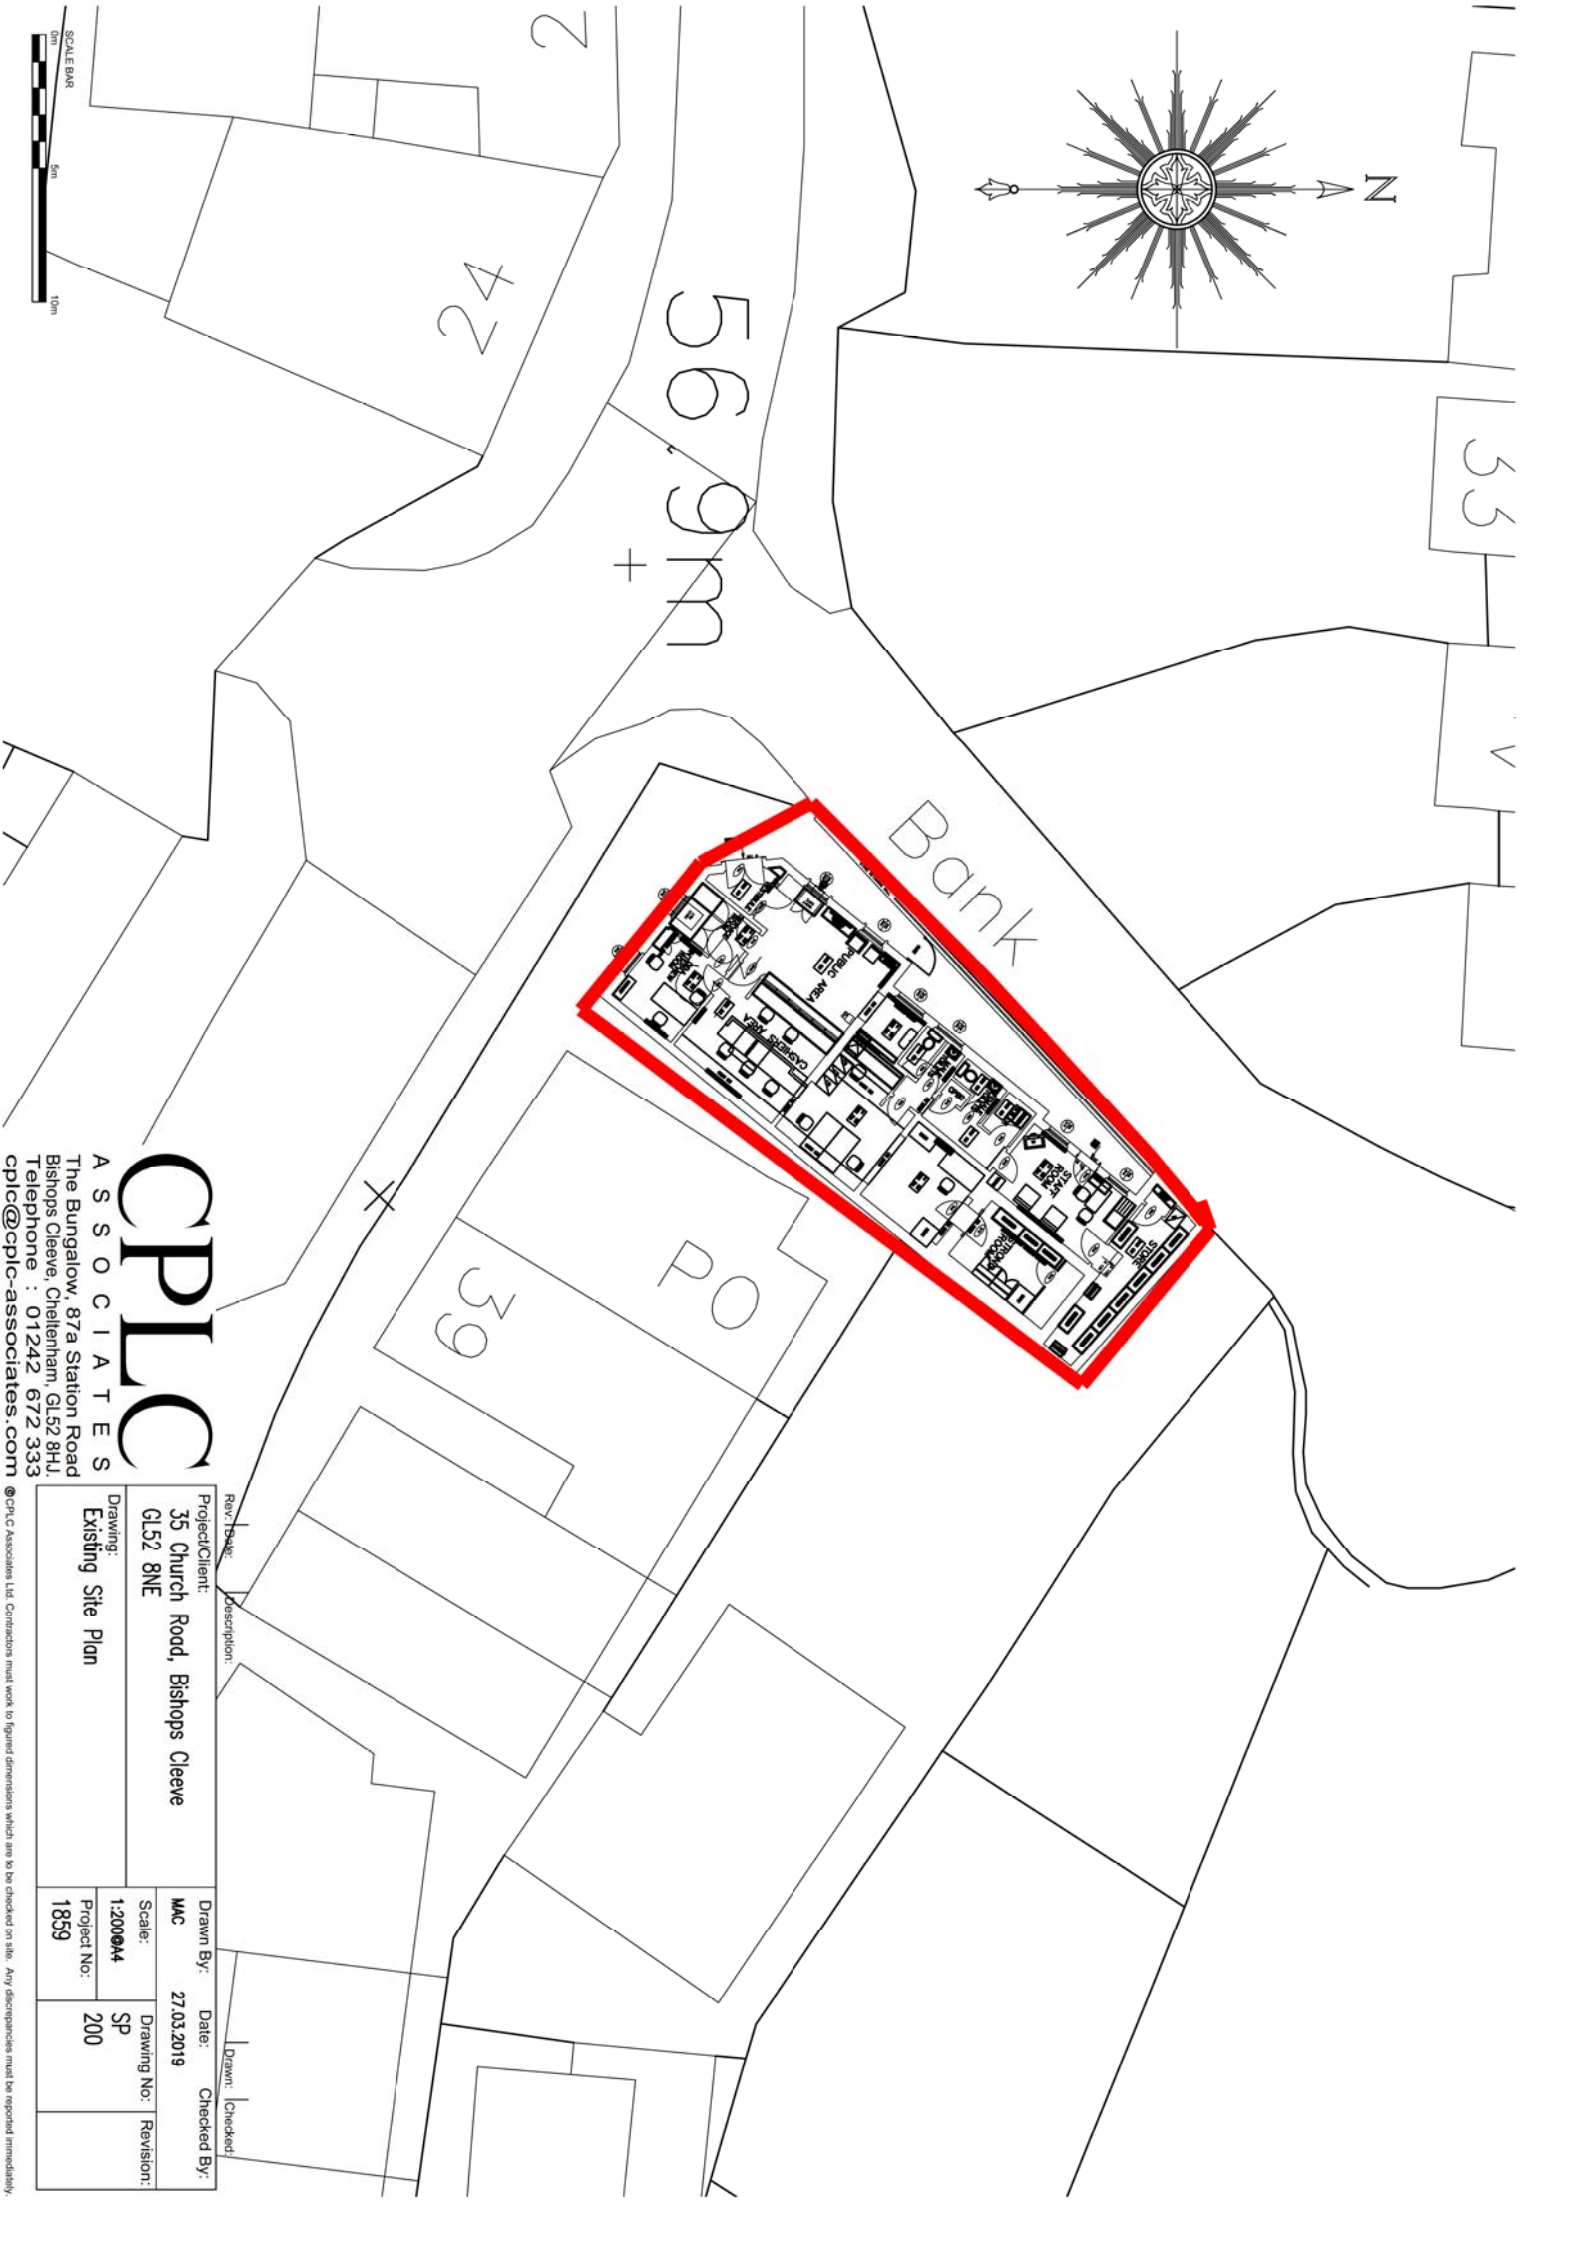 SCALE BAR
0m
5m
10m
2
24
56.9m
N
33
Bank
PUBLIC AREA
CASHIERS AREA
STAFF
ROOM
STRONG
ROOM
STORE
PO
39
CPLC
ASSOCIATES
The Bungalow, 87a Station Road
Bishops Cleeve, Cheltenham, GL52 8HJ.
Telephone : 01242 672 333
cplc@cplc-associates.com
Rev: Date: Description: Drawn: Checked:
Project/Client:
35 Church Road, Bishops Cleeve
GL52 8NE
Drawing:
Existing Site Plan
Drawn By: Date: Checked By:
MAC 27.03.2019
Scale:
1:200@A4
Drawing No:
SP
200
Revision:
Project No:
1859
©CPLC Associates Ltd. Contractors must work to figured dimensions which are to be checked on site. Any discrepancies must be reported immediately.